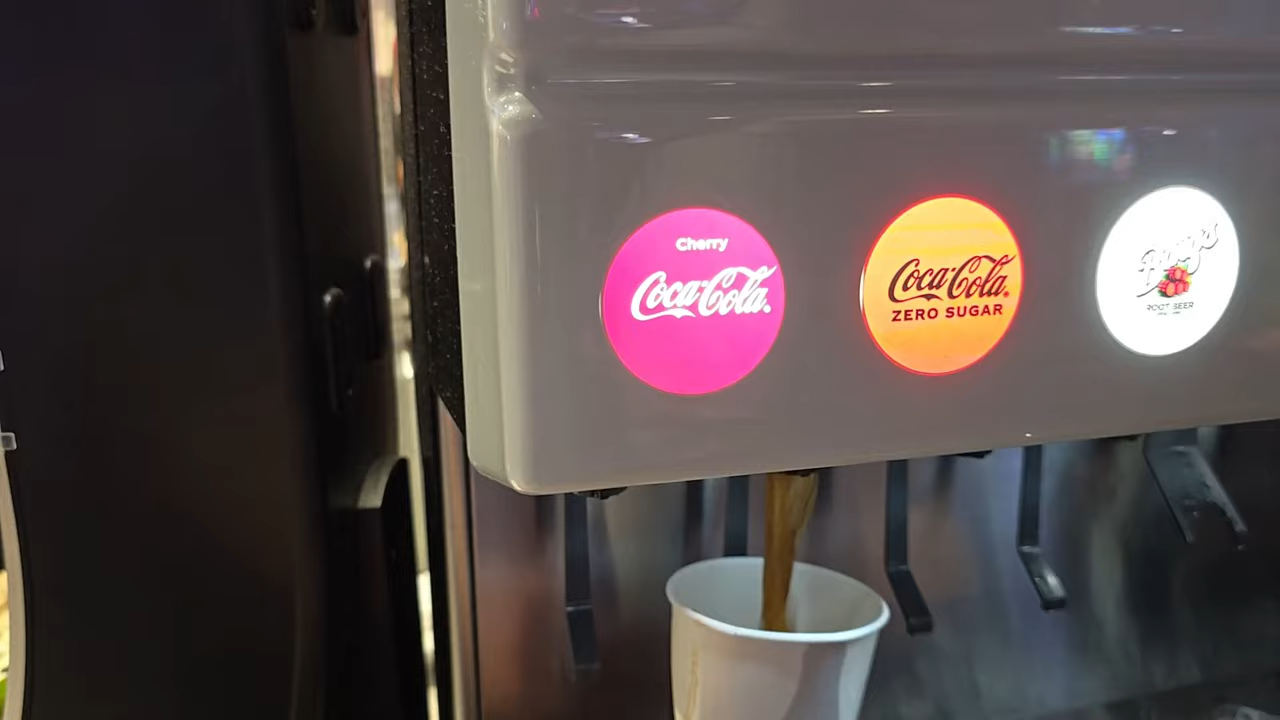 Cherry
Coca-Cola
Coca-Cola
ZERO SUGAR
Barq's
ROOT BEER